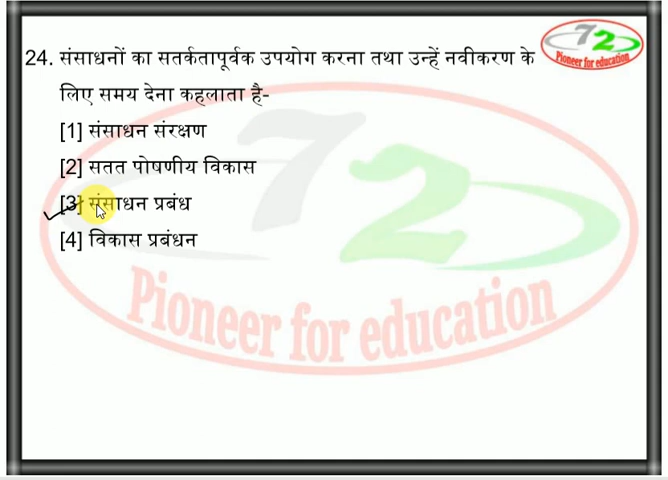 72
Pioneer for education
24. संसाधनों का सतर्कतापूर्वक उपयोग करना तथा उन्हें नवीकरण के
लिए समय देना कहलाता है-
[1] संसाधन संरक्षण
[2] सतत पोषणीय विकास
[3] संसाधन प्रबंध
[4] विकास प्रबंधन
72
Pioneer for education